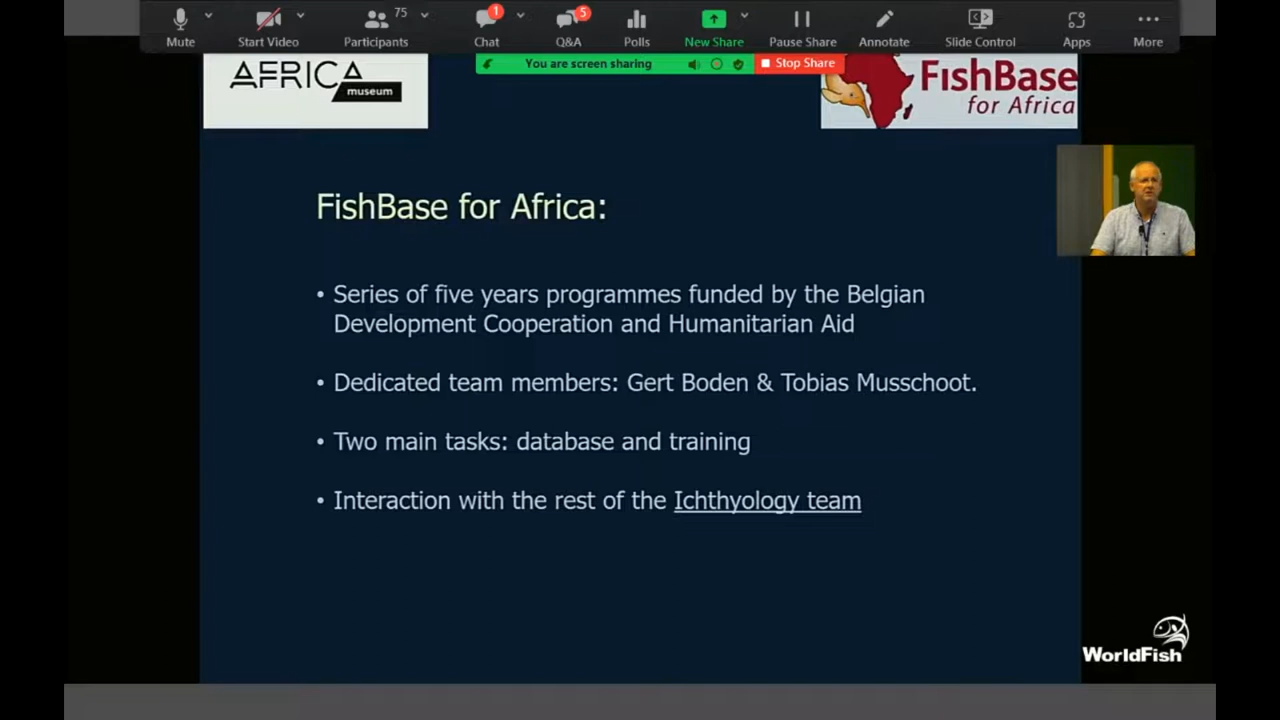 75
1
5
Mute
Start Video
Participants
Chat
Q&A
Polls
New Share
Pause Share
Annotate
Slide Control
Apps
More
You are screen sharing
Stop Share
AFRICA
museum
FishBase
for Africa
FishBase for Africa:
• Series of five years programmes funded by the Belgian
Development Cooperation and Humanitarian Aid
• Dedicated team members: Gert Boden & Tobias Musschoot.
• Two main tasks: database and training
• Interaction with the rest of the Ichthyology team
WorldFish